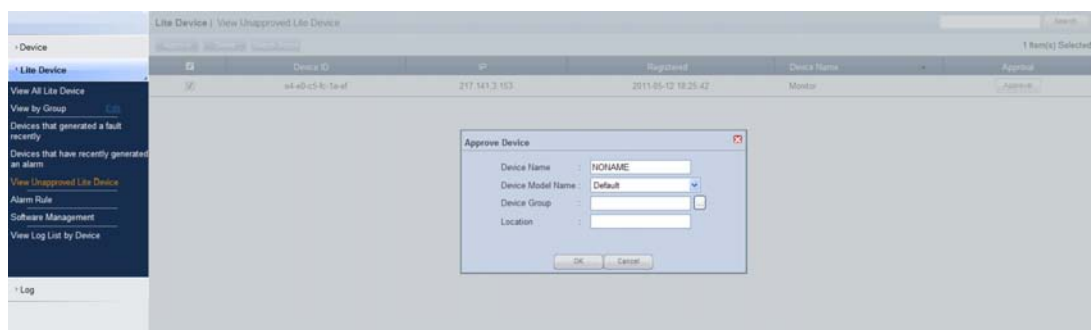 Lite Device | View Unapproved Lite Device
Search
Device
1 Item(s) Selected
Lite Device
Device ID
IP
Registered
Device Name
Approval
View All Lite Device
e4-e0-c5-fc-1e-ef
217.141.3.153
2011-05-12 18:25:42
Monitor
Approval
View by Group Edit
Devices that generated a fault
recently
Devices that have recently generated
an alarm
View Unapproved Lite Device
Alarm Rule
Software Management
View Log List by Device
Log
Approve Device
Device Name : NONAME
Device Model Name : Default
Device Group :
...
Location :
OK
Cancel